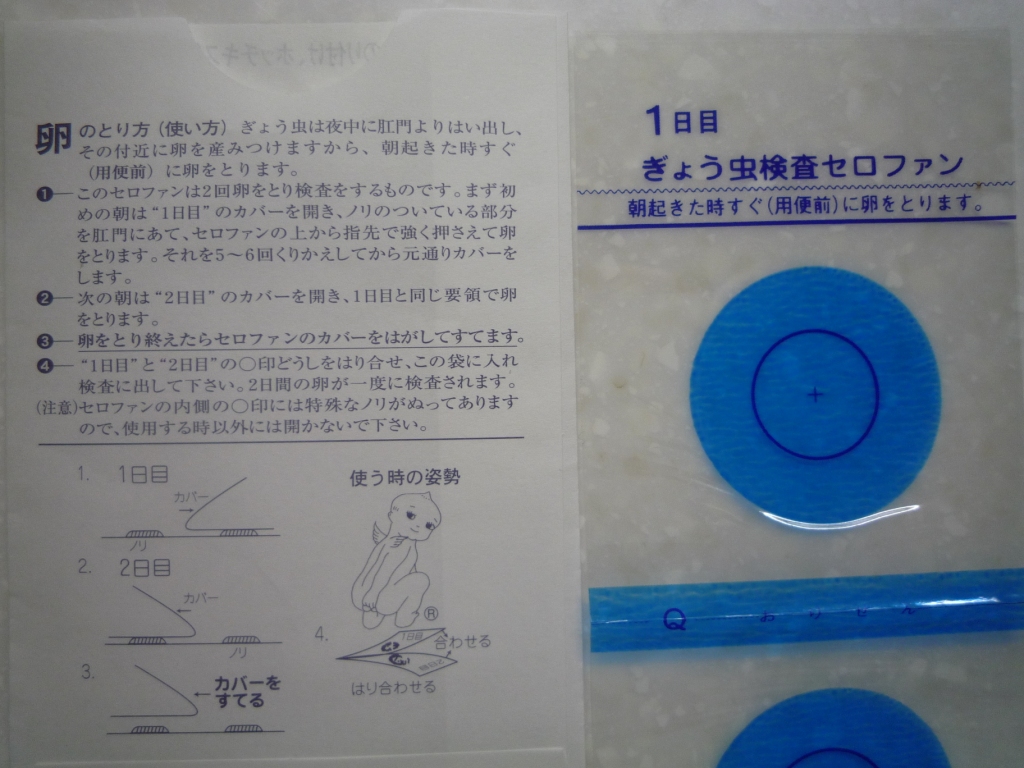 卵 のとり方（使い方）ぎょう虫は夜中に肛門よりはい出し、
その付近に卵を産みつけますから、朝起きた時すぐ
（用便前）に卵をとります。
❶―このセロファンは2回卵をとり検査をするものです。まず初
めの朝は“1日目”のカバーを開き、ノリのついている部分
を肛門にあて、セロファンの上から指先で強く押さえて卵
をとります。それを5～6回くりかえしてから元通りカバーを
します。
❷―次の朝は“2日目”のカバーを開き、1日目と同じ要領で卵
をとります。
❸―卵をとり終えたらセロファンのカバーをはがしてすてます。
❹―“1日目”と“2日目”の○印どうしをはり合せ、この袋に入れ
検査に出して下さい。2日間の卵が一度に検査されます。
（注意）セロファンの内側の○印には特殊なノリがぬってあります
ので、使用する時以外には開かないで下さい。
1. 1日目
カバー
ノリ
2. 2日目
カバー
ノリ
3.
カバーを
すてる
使う時の姿勢
®
4.
1日目
合わせる
はり合わせる
1日目
ぎょう虫検査セロファン
朝起きた時すぐ（用便前）に卵をとります。
Q おりせん